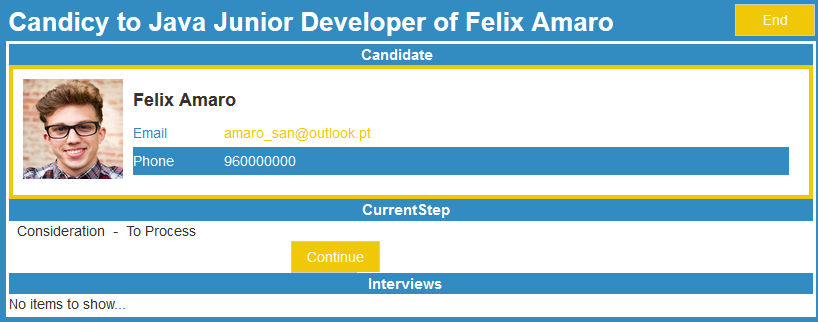 Candicy to Java Junior Developer of Felix Amaro End
Candidate
Felix Amaro
Email amaro_san@outlook.pt
Phone 960000000
CurrentStep
Consideration - To Process
Continue
Interviews
No items to show...